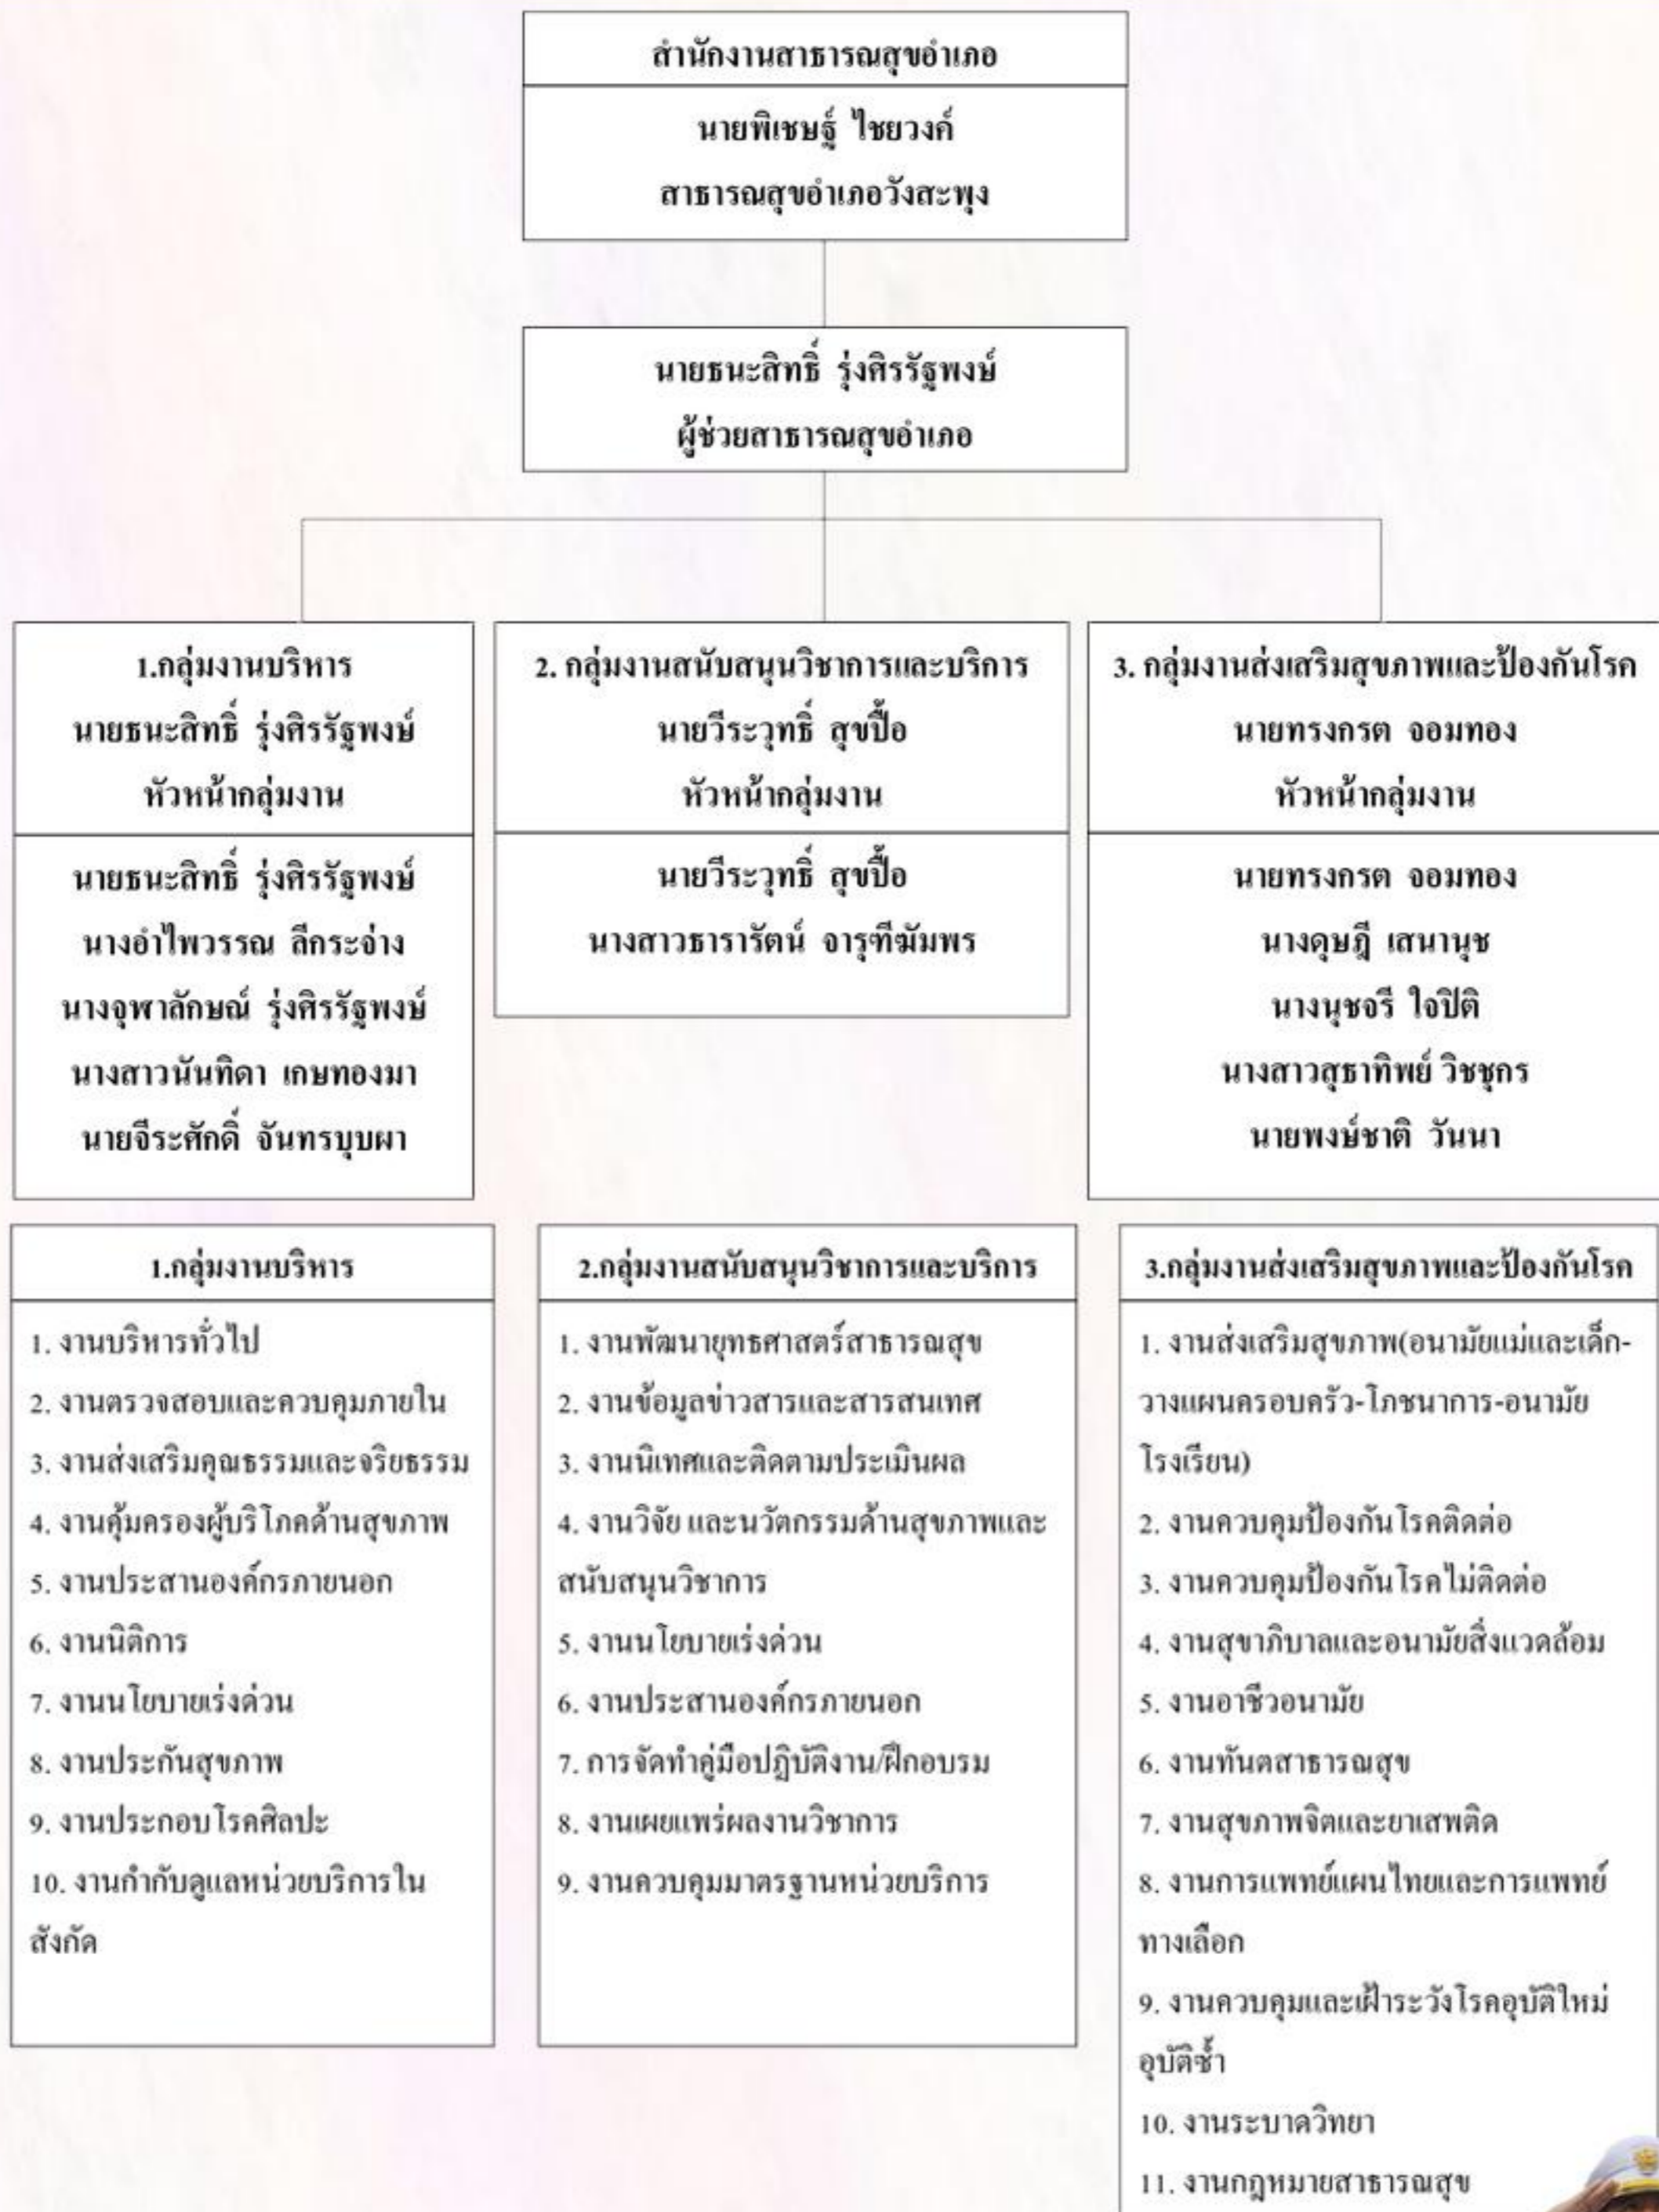 สำนักงานสาธารณสุขอำเภอ
นายพิเชษฐ์ ไชยวงค์
สาธารณสุขอำเภอวังสะพุง
นายธนะสิทธิ์ รุ่งศิรรัฐพงษ์
ผู้ช่วยสาธารณสุขอำเภอ
1.กลุ่มงานบริหาร
นายธนะสิทธิ์ รุ่งศิรรัฐพงษ์
หัวหน้ากลุ่มงาน
นายธนะสิทธิ์ รุ่งศิรรัฐพงษ์
นางอำไพวรรณ ลีกระจ่าง
นางจุฬาลักษณ์ รุ่งศิรรัฐพงษ์
นางสาวนันทิดา เกษทองมา
นายจีระศักดิ์ จันทรบุบผา
2. กลุ่มงานสนับสนุนวิชาการและบริการ
นายวีระวุทธิ์ สุขปื้อ
หัวหน้ากลุ่มงาน
นายวีระวุทธิ์ สุขปื้อ
นางสาวธารารัตน์ จารุฑีฆัมพร
3. กลุ่มงานส่งเสริมสุขภาพและป้องกันโรค
นายทรงกรต จอมทอง
หัวหน้ากลุ่มงาน
นายทรงกรต จอมทอง
นางดุษฎี เสนานุช
นางนุชจรี ใจปิติ
นางสาวสุธาทิพย์ วิชชุกร
นายพงษ์ชาติ วันนา
1.กลุ่มงานบริหาร
1. งานบริหารทั่วไป
2. งานตรวจสอบและควบคุมภายใน
3. งานส่งเสริมคุณธรรมและจริยธรรม
4. งานคุ้มครองผู้บริโภคด้านสุขภาพ
5. งานประสานองค์กรภายนอก
6. งานนิติการ
7. งานนโยบายเร่งด่วน
8. งานประกันสุขภาพ
9. งานประกอบโรคศิลปะ
10. งานกำกับดูแลหน่วยบริการใน
สังกัด
2.กลุ่มงานสนับสนุนวิชาการและบริการ
1. งานพัฒนายุทธศาสตร์สาธารณสุข
2. งานข้อมูลข่าวสารและสารสนเทศ
3. งานนิเทศและติดตามประเมินผล
4. งานวิจัย และนวัตกรรมด้านสุขภาพและ
สนับสนุนวิชาการ
5. งานนโยบายเร่งด่วน
6. งานประสานองค์กรภายนอก
7. การจัดทำคู่มือปฏิบัติงาน/ฝึกอบรม
8. งานเผยแพร่ผลงานวิชาการ
9. งานควบคุมมาตรฐานหน่วยบริการ
3.กลุ่มงานส่งเสริมสุขภาพและป้องกันโรค
1. งานส่งเสริมสุขภาพ(อนามัยแม่และเด็ก-
วางแผนครอบครัว-โภชนาการ-อนามัย
โรงเรียน)
2. งานควบคุมป้องกันโรคติดต่อ
3. งานควบคุมป้องกันโรคไม่ติดต่อ
4. งานสุขาภิบาลและอนามัยสิ่งแวดล้อม
5. งานอาชีวอนามัย
6. งานทันตสาธารณสุข
7. งานสุขภาพจิตและยาเสพติด
8. งานการแพทย์แผนไทยและการแพทย์
ทางเลือก
9. งานควบคุมและเฝ้าระวังโรคอุบัติใหม่
อุบัติซ้ำ
10. งานระบาดวิทยา
11. งานกฎหมายสาธารณสุข